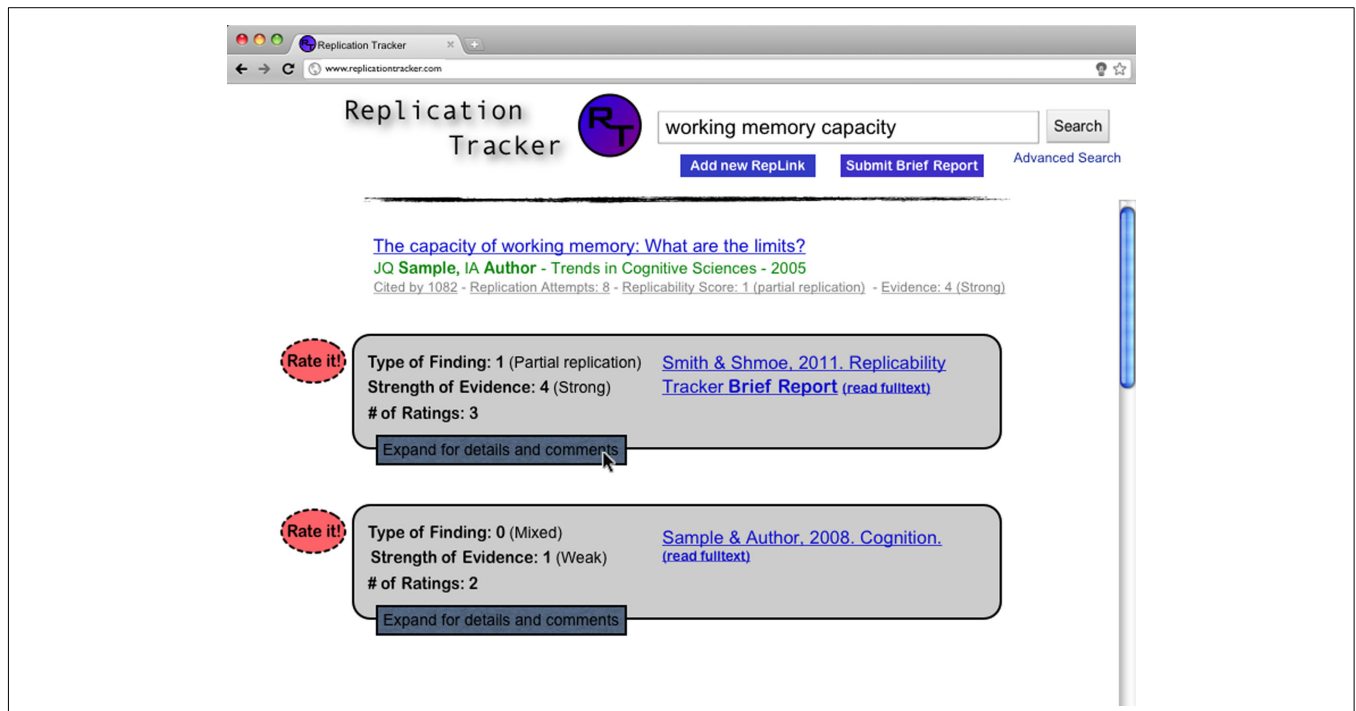 Replication Tracker
www.replicationtracker.com
Replication
Tracker
RT
working memory capacity
Search
Add new RepLink
Submit Brief Report
Advanced Search
The capacity of working memory: What are the limits?
JQ Sample, IA Author - Trends in Cognitive Sciences - 2005
Cited by 1082 - Replication Attempts: 8 - Replicability Score: 1 (partial replication) - Evidence: 4 (Strong)
Rate it!
Type of Finding: 1 (Partial replication)
Strength of Evidence: 4 (Strong)
# of Ratings: 3
Smith & Shmoe, 2011. Replicability
Tracker Brief Report (read fulltext)
Expand for details and comments
Rate it!
Type of Finding: 0 (Mixed)
Strength of Evidence: 1 (Weak)
# of Ratings: 2
Sample & Author, 2008. Cognition.
(read fulltext)
Expand for details and comments